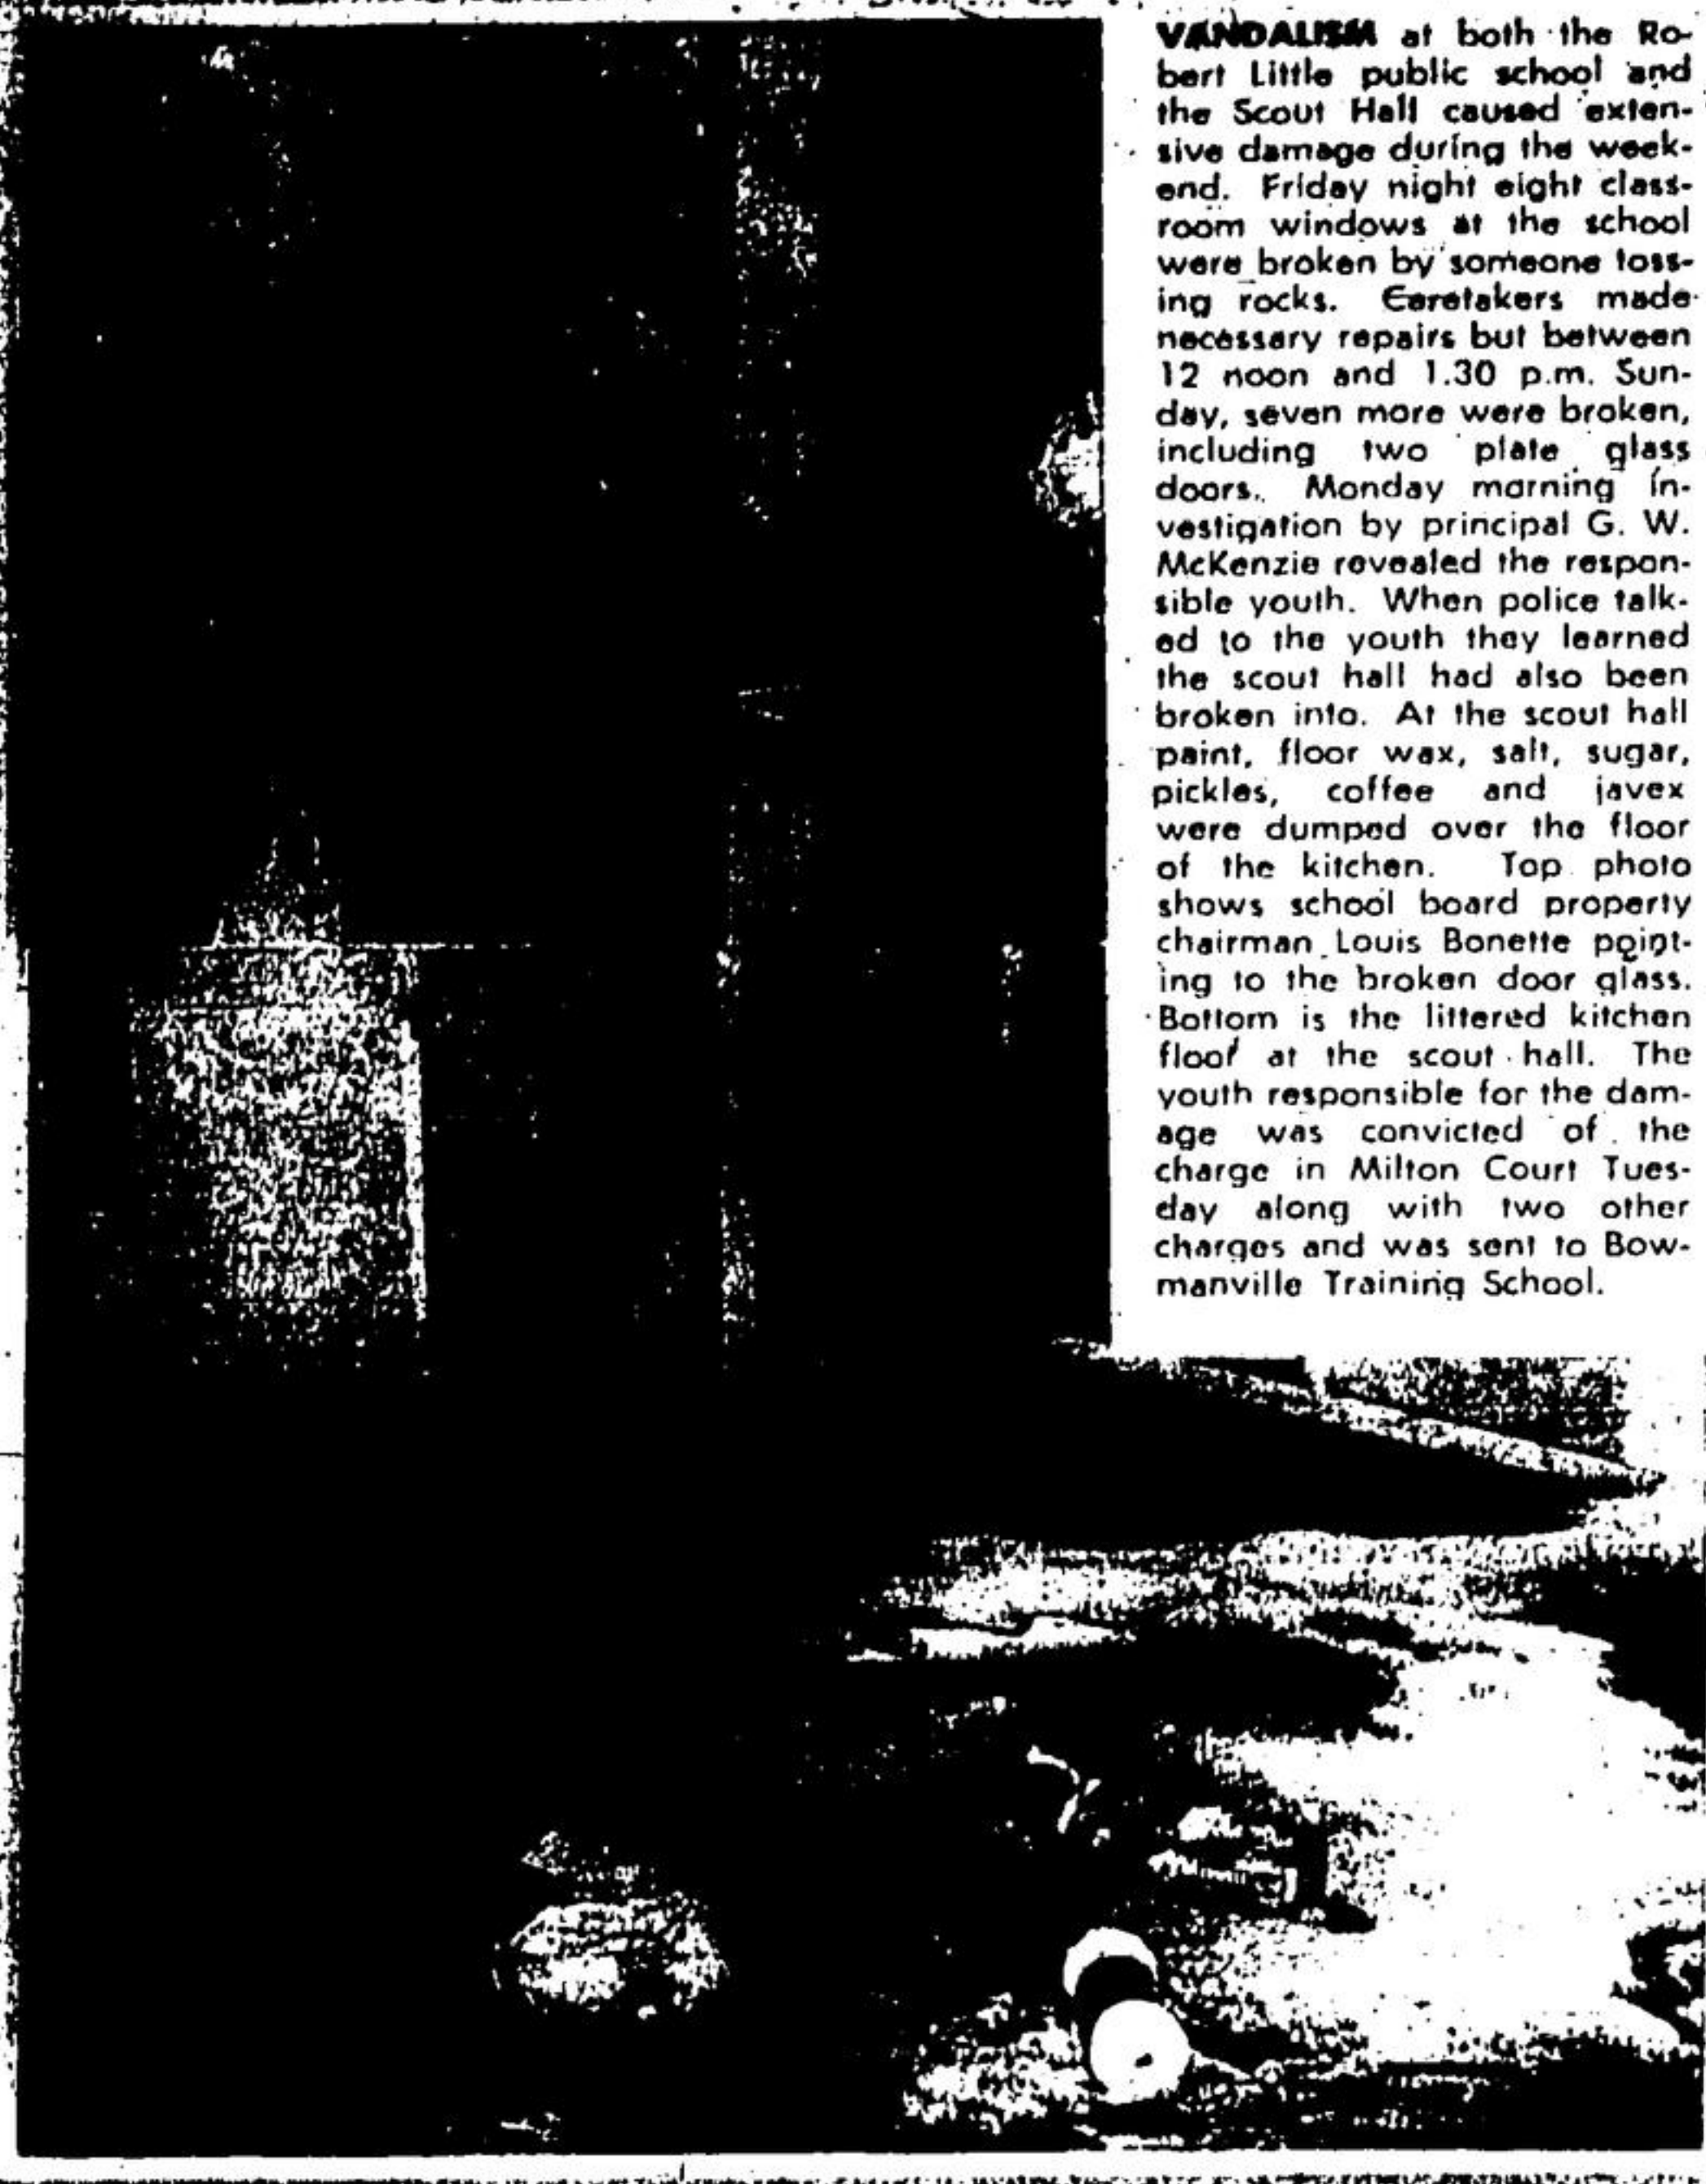 VANDALISM at both the Ro-
bert Little public school and
the Scout Hall caused exten-
sive damage during the week-
end. Friday night eight class-
room windows at the school
were broken by someone toss-
ing rocks. Caretakers made
necessary repairs but between
12 noon and 1.30 p.m. Sun-
day, seven more were broken,
including two plate glass
doors. Monday morning in-
vestigation by principal G. W.
McKenzie revealed the respon-
sible youth. When police talk-
ed to the youth they learned
the scout hall had also been
broken into. At the scout hall
paint, floor wax, salt, sugar,
pickles, coffee and javex
were dumped over the floor
of the kitchen. Top photo
shows school board property
chairman Louis Bonette point-
ing to the broken door glass.
Bottom is the littered kitchen
floor at the scout hall. The
youth responsible for the dam-
age was convicted of the
charge in Milton Court Tues-
day along with two other
charges and was sent to Bow-
manville Training School.